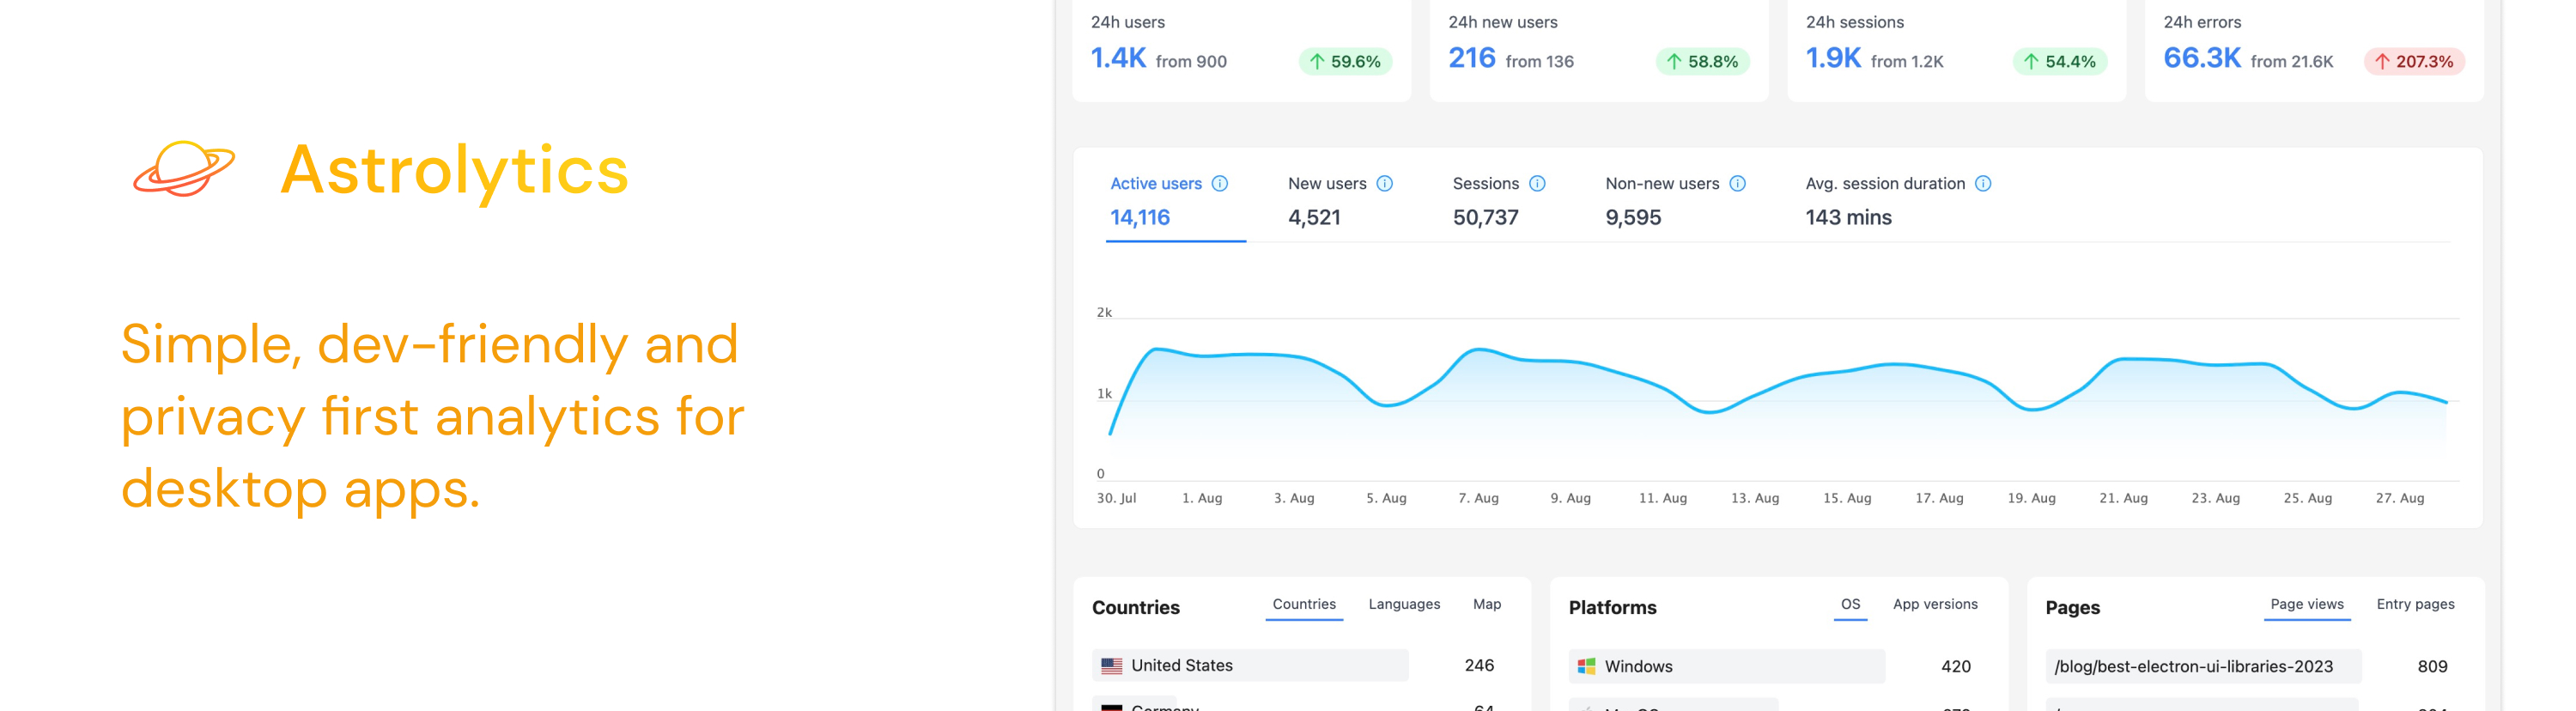 Astrolytics
Simple, dev-friendly and
privacy first analytics for
desktop apps.
24h users
1.4K from 900 ↑ 59.6%
24h new users
216 from 136 ↑ 58.8%
24h sessions
1.9K from 1.2K ↑ 54.4%
24h errors
66.3K from 21.6K ↑ 207.3%
Active users
14,116
New users
4,521
Sessions
50,737
Non-new users
9,595
Avg. session duration
143 mins
2k
1k
0
30. Jul 1. Aug 3. Aug 5. Aug 7. Aug 9. Aug 11. Aug 13. Aug 15. Aug 17. Aug 19. Aug 21. Aug 23. Aug 25. Aug 27. Aug
Countries Countries Languages Map
United States 246
Germany 64
Platforms OS App versions
Windows 420
Pages Page views Entry pages
/blog/best-electron-ui-libraries-2023 809